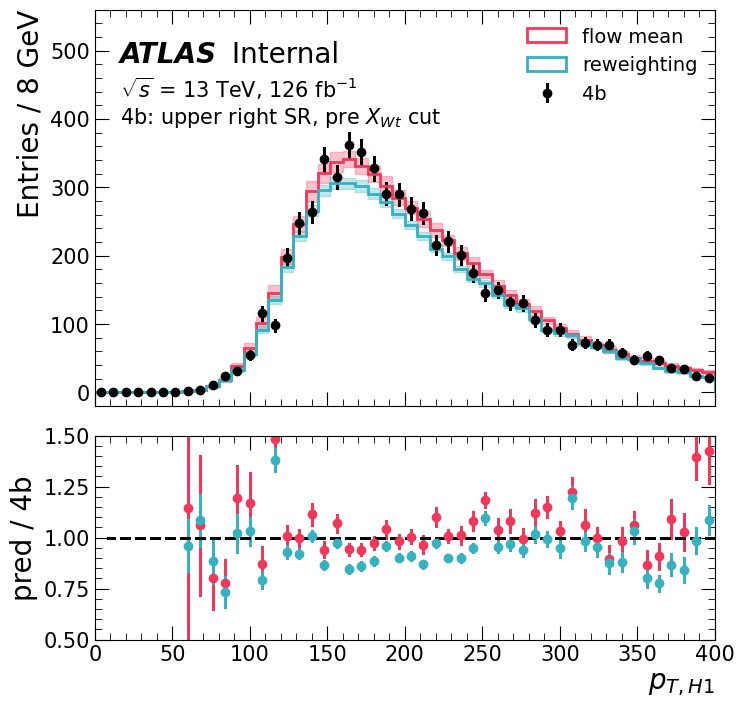 Entries / 8 GeV
500
400
300
200
100
0
ATLAS Internal
√s = 13 TeV, 126 fb⁻¹
4b: upper right SR, pre X_Wt cut
flow mean
reweighting
4b
pred / 4b
1.50
1.25
1.00
0.75
0.50
0 50 100 150 200 250 300 350 400
p_T, H1